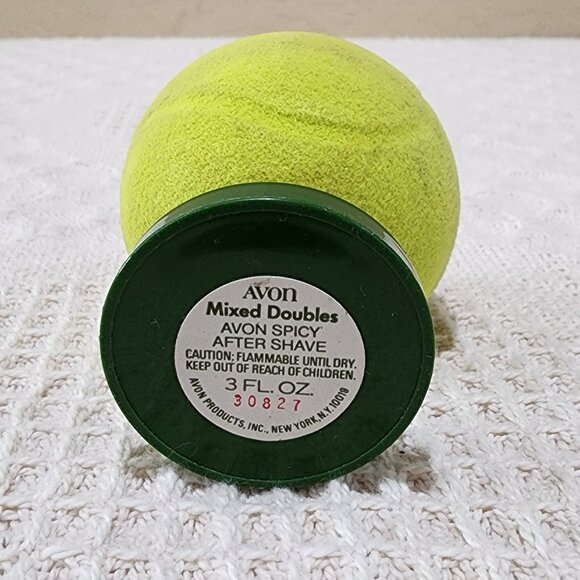 AVON
Mixed Doubles
AVON SPICY
AFTER SHAVE
CAUTION: FLAMMABLE UNTIL DRY.
KEEP OUT OF REACH OF CHILDREN.
3 FL. OZ.
30827
AVON PRODUCTS, INC., NEW YORK, N.Y. 10019